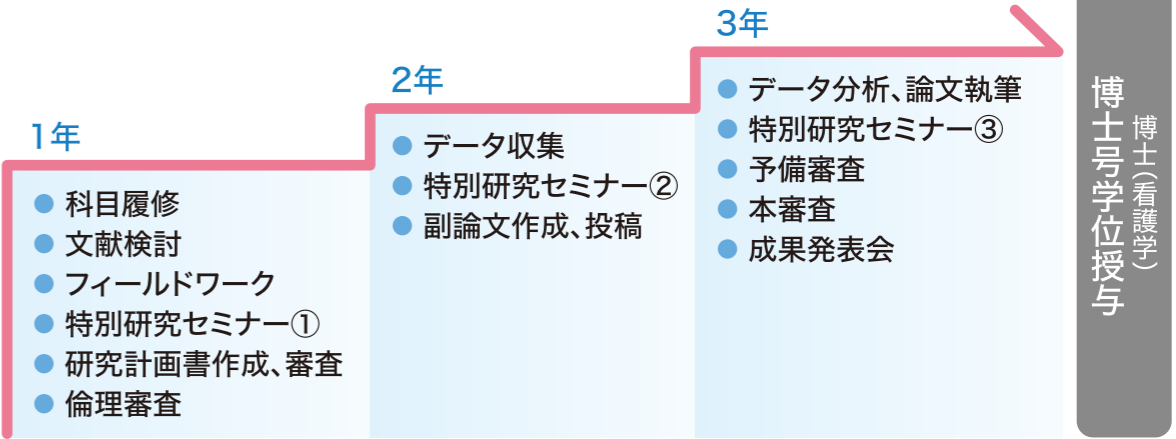 1年
科目履修
文献検討
フィールドワーク
特別研究セミナー①
研究計画書作成、審査
倫理審査
2年
データ収集
特別研究セミナー②
副論文作成、投稿
3年
データ分析、論文執筆
特別研究セミナー③
予備審査
本審査
成果発表会
博士(看護学)
博士号学位授与